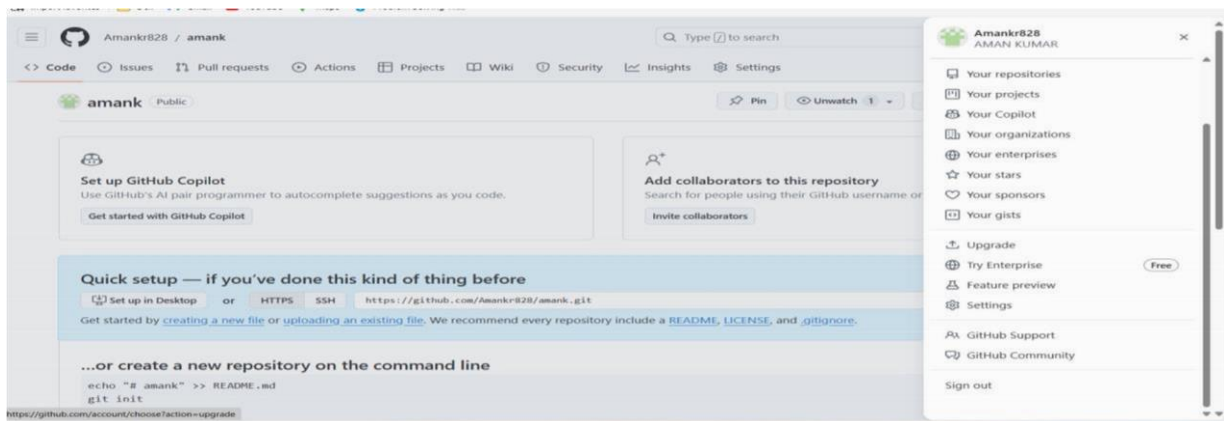 Amankr828 / amank
Type / to search
<> Code Issues Pull requests Actions Projects Wiki Security Insights Settings
amank Public
Pin Unwatch 1
Set up GitHub Copilot
Use GitHub's AI pair programmer to autocomplete suggestions as you code.
Get started with GitHub Copilot
Add collaborators to this repository
Search for people using their GitHub username or
Invite collaborators
Quick setup — if you've done this kind of thing before
Set up in Desktop or HTTPS SSH https://github.com/Amankr828/amank.git
Get started by creating a new file or uploading an existing file. We recommend every repository include a README, LICENSE, and .gitignore.
...or create a new repository on the command line
echo "# amank" >> README.md
git init
https://github.com/account/choose?action=upgrade
Amankr828
AMAN KUMAR
Your repositories
Your projects
Your Copilot
Your organizations
Your enterprises
Your stars
Your sponsors
Your gists
Upgrade
Try Enterprise Free
Feature preview
Settings
GitHub Support
GitHub Community
Sign out